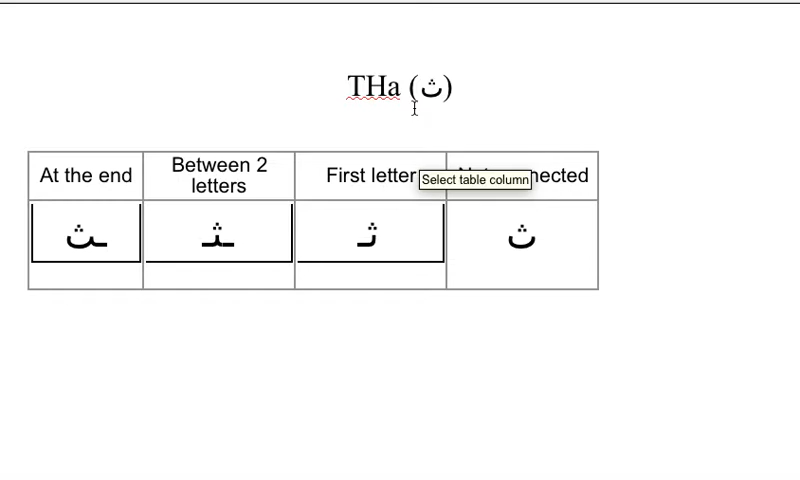 THa (ث)
At the end
Between 2
letters
First letter
Select table column
nected
ـث
ـثـ
ثـ
ث